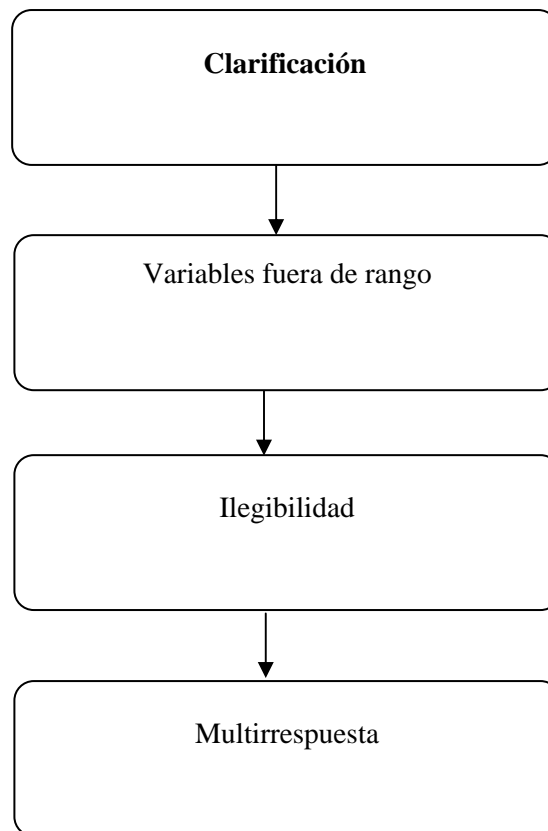 Clarificación
Variables fuera de rango
Ilegibilidad
Multirrespuesta